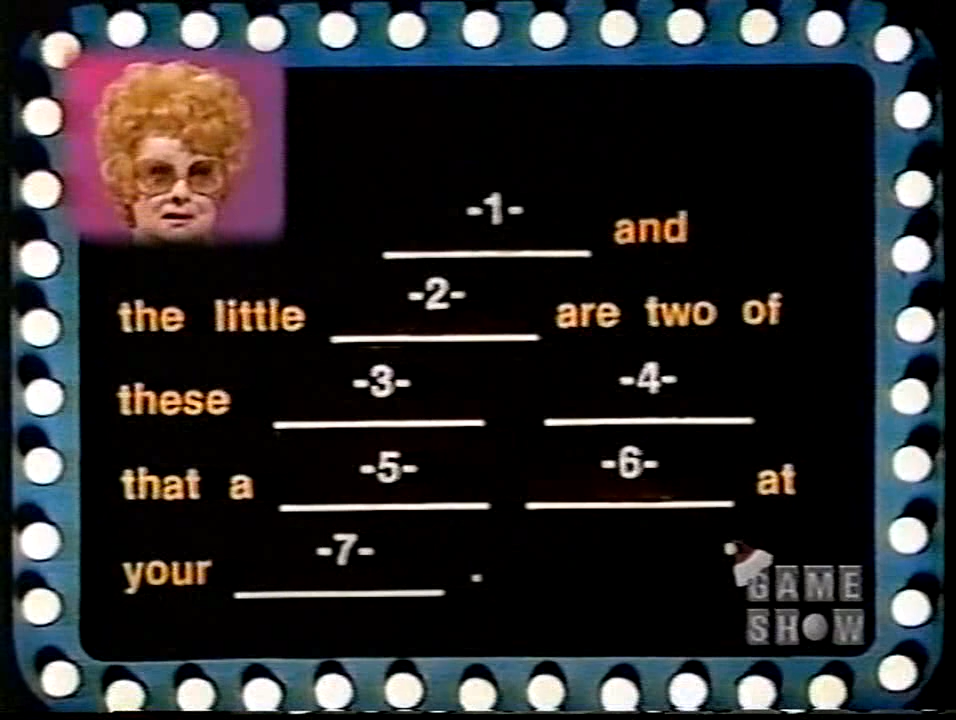 -1- and
the little -2- are two of
these -3- -4-
that a -5- -6- at
your -7- .
GAME
SHOW